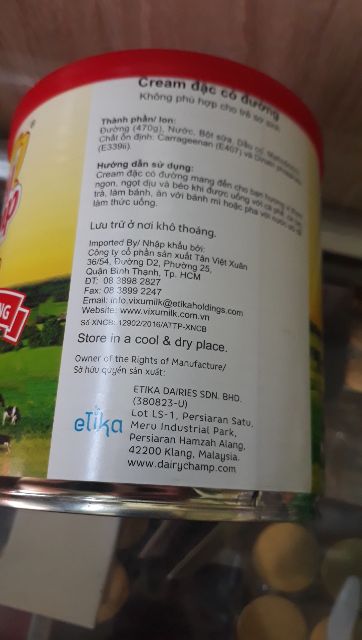 Cream đặc có đường
Không phù hợp cho trẻ sơ sinh
Thành phần/ lon:
Đường (470g), Nước, Bột sữa, Dầu cọ,
Chất ổn định: Carrageenan (E407) và
(E339ii).
Hướng dẫn sử dụng:
Cream đặc có đường mang đến cho bạn hương vị
ngon, ngọt dịu và béo khi được uống với cà phê,
trà, làm bánh, ăn với bánh mì hoặc pha với nước
làm thức uống.
Lưu trữ ở nơi khô thoáng.
Imported By/ Nhập khẩu bởi:
Công ty cổ phần sản xuất Tân Việt Xuân
36/54, Đường D2, Phường 25,
Quận Bình Thạnh, Tp. HCM
DT: 08 3898 2827
Fax: 08 3899 2247
Email: info.vixumilk@etikaholdings.com
Website: www.vixumilk.com.vn
Số XNCB: 12902/2016/ATTP-XNCB
Store in a cool & dry place.
Owner of the Rights of Manufacture/
Sở hữu quyền sản xuất:
ETIKA DAIRIES SDN. BHD.
(380823-U)
Lot LS-1, Persiaran Satu,
Meru Industrial Park,
Persiaran Hamzah Alang,
42200 Klang, Malaysia.
www.dairychamp.com
etika